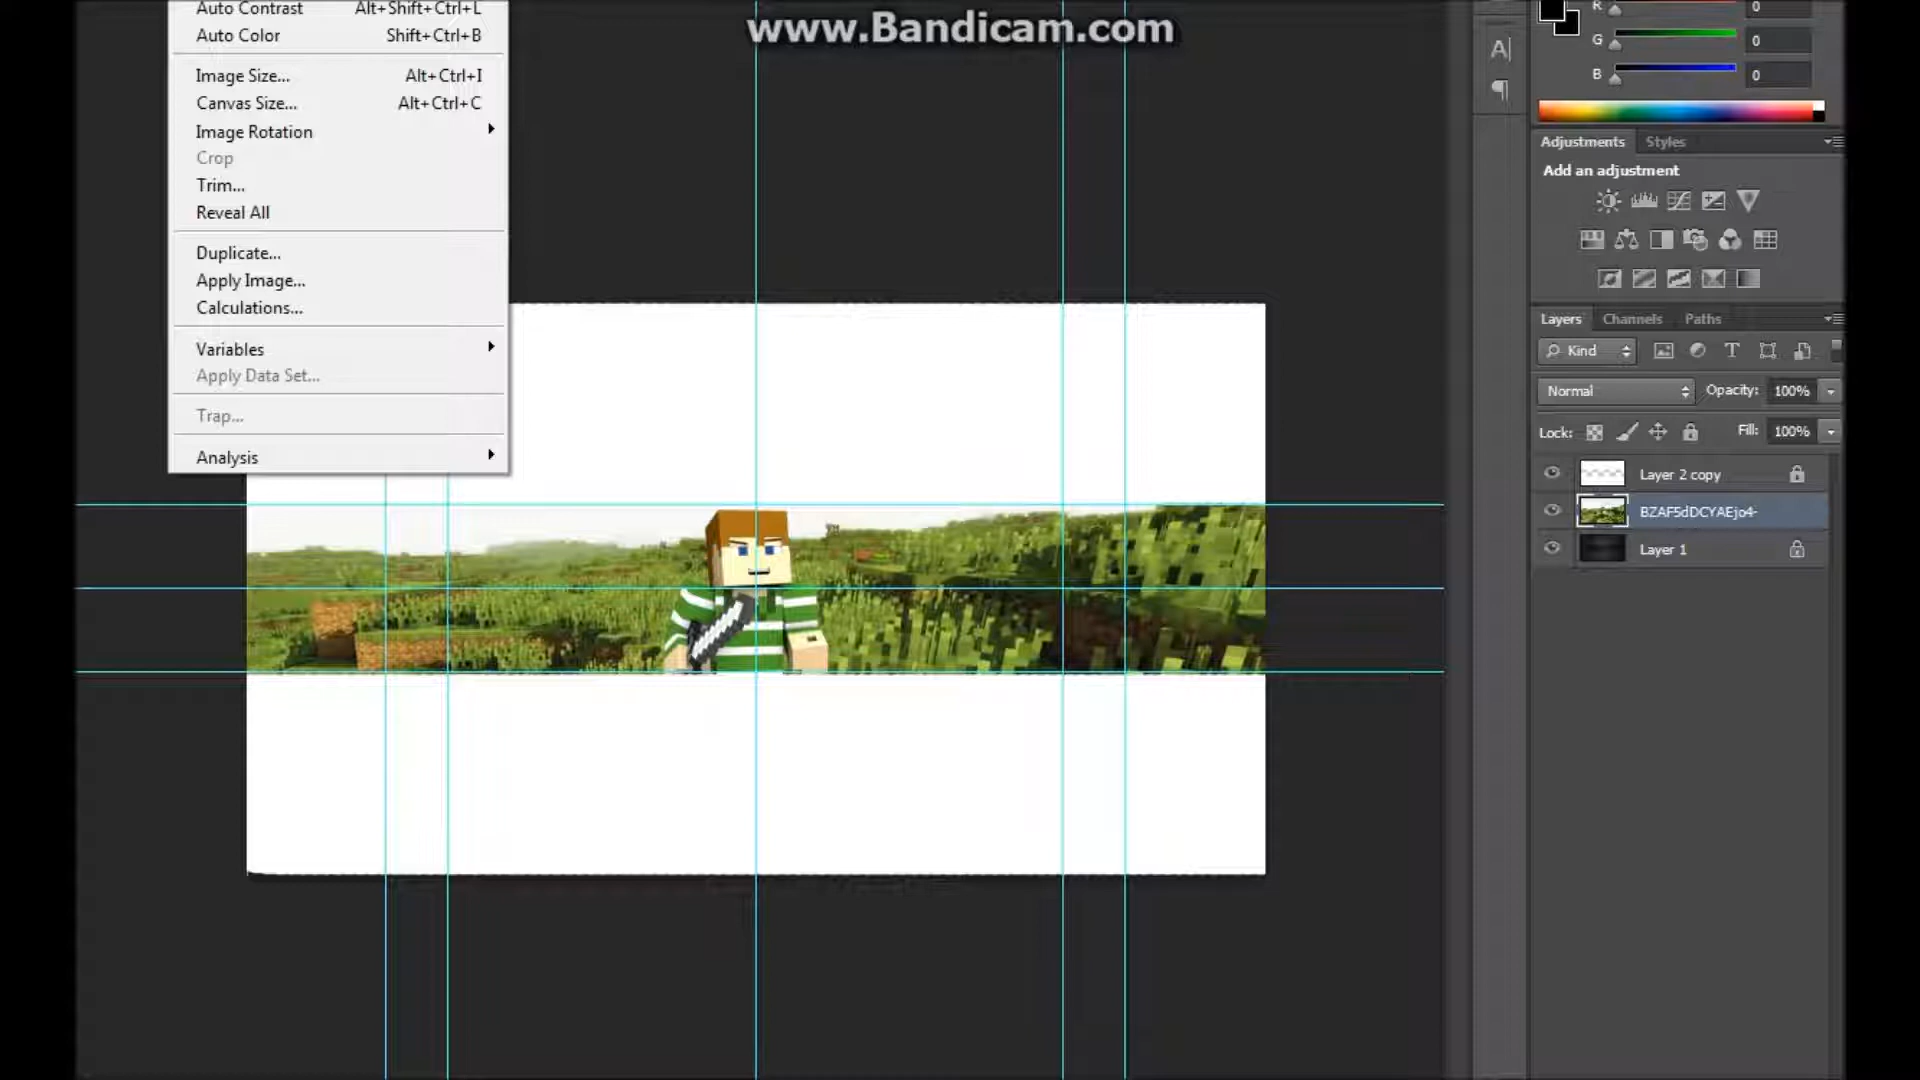 www.Bandicam.com
Auto Contrast Alt+Shift+Ctrl+L
Auto Color Shift+Ctrl+B
Image Size... Alt+Ctrl+I
Canvas Size... Alt+Ctrl+C
Image Rotation
Crop
Trim...
Reveal All
Duplicate...
Apply Image...
Calculations...
Variables
Apply Data Set...
Trap...
Analysis
A
R 0
G 0
B 0
Adjustments Styles
Add an adjustment
Layers Channels Paths
Kind
Normal Opacity: 100%
Lock: Fill: 100%
Layer 2 copy
BZAF5dDCYAEjo4-
Layer 1